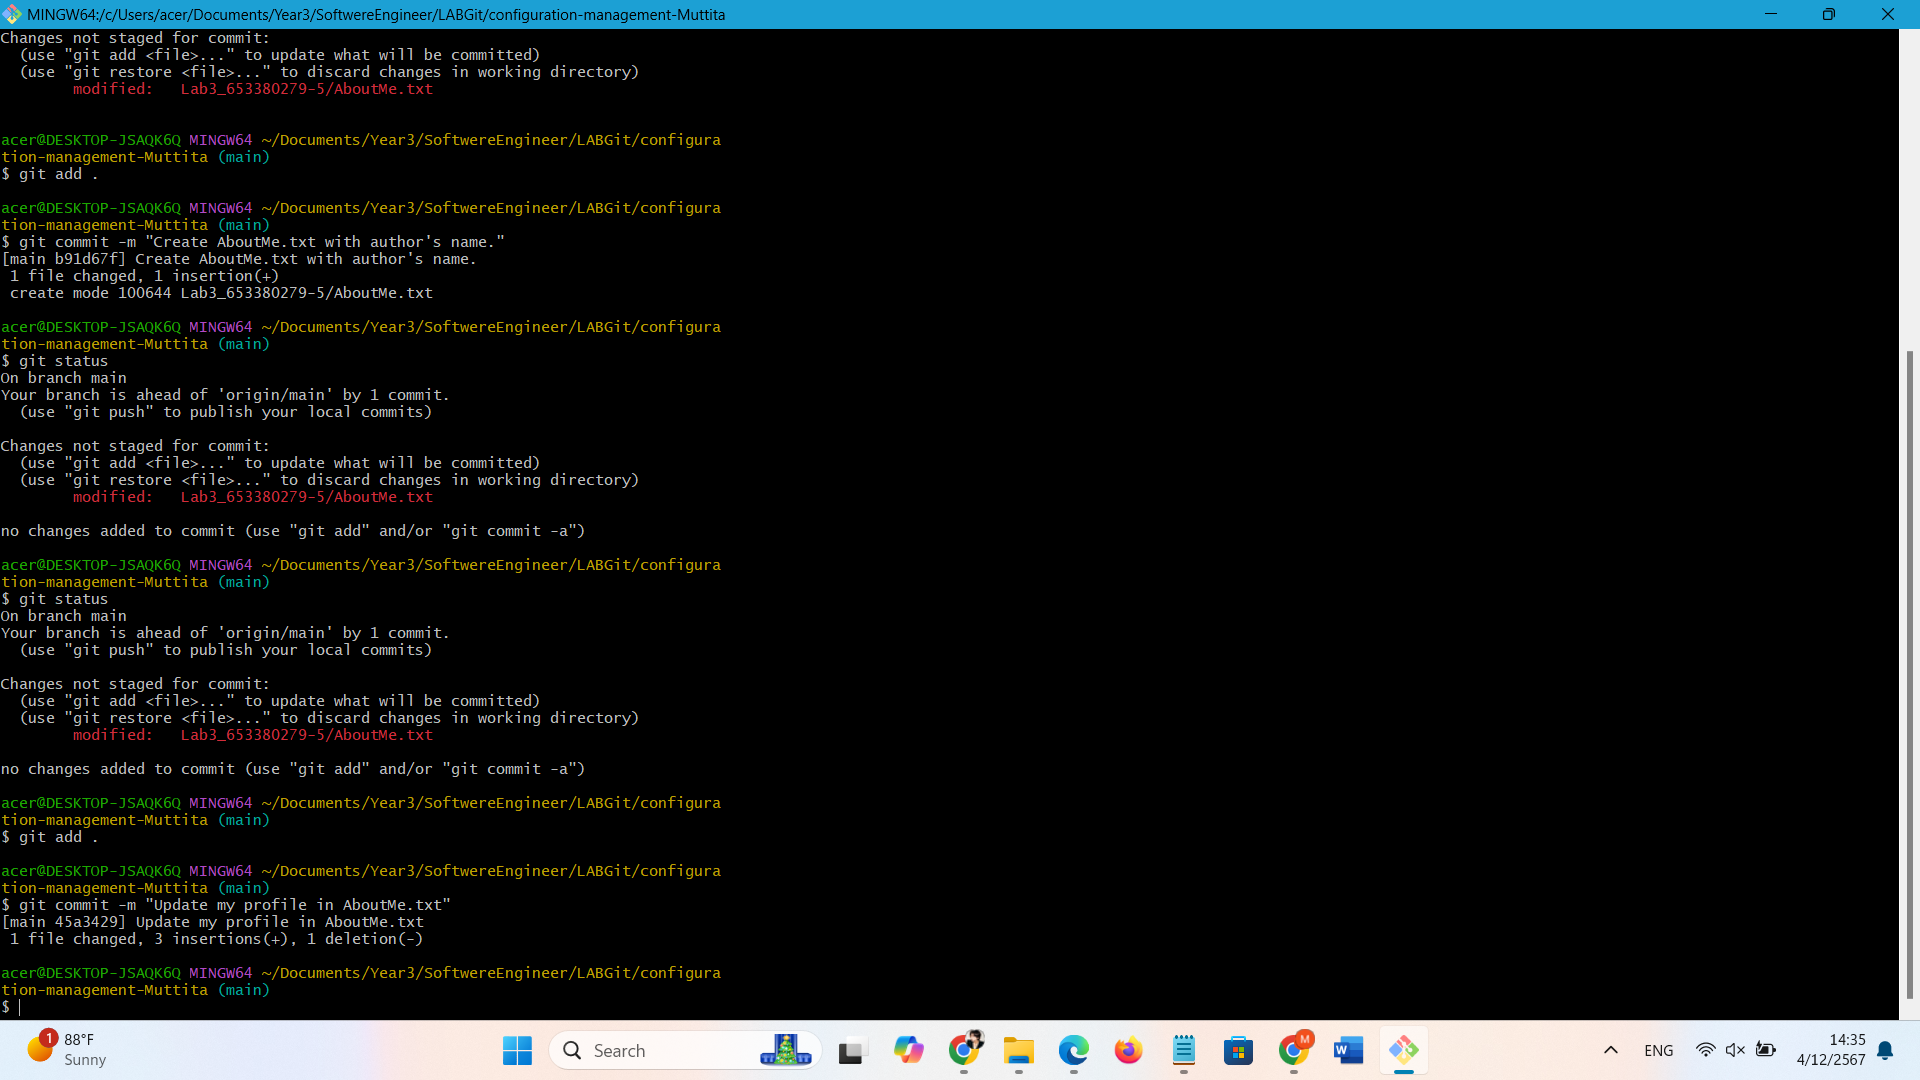 MINGW64:/c/Users/acer/Documents/Year3/SoftwereEngineer/LABGit/configuration-management-Muttita
Changes not staged for commit:
  (use "git add <file>..." to update what will be committed)
  (use "git restore <file>..." to discard changes in working directory)
        modified:   Lab3_653380279-5/AboutMe.txt
acer@DESKTOP-JSAQK6Q MINGW64 ~/Documents/Year3/SoftwereEngineer/LABGit/configura
tion-management-Muttita (main)
$ git add .
acer@DESKTOP-JSAQK6Q MINGW64 ~/Documents/Year3/SoftwereEngineer/LABGit/configura
tion-management-Muttita (main)
$ git commit -m "Create AboutMe.txt with author's name."
[main b91d67f] Create AboutMe.txt with author's name.
 1 file changed, 1 insertion(+)
 create mode 100644 Lab3_653380279-5/AboutMe.txt
acer@DESKTOP-JSAQK6Q MINGW64 ~/Documents/Year3/SoftwereEngineer/LABGit/configura
tion-management-Muttita (main)
$ git status
On branch main
Your branch is ahead of 'origin/main' by 1 commit.
  (use "git push" to publish your local commits)
Changes not staged for commit:
  (use "git add <file>..." to update what will be committed)
  (use "git restore <file>..." to discard changes in working directory)
        modified:   Lab3_653380279-5/AboutMe.txt
no changes added to commit (use "git add" and/or "git commit -a")
acer@DESKTOP-JSAQK6Q MINGW64 ~/Documents/Year3/SoftwereEngineer/LABGit/configura
tion-management-Muttita (main)
$ git status
On branch main
Your branch is ahead of 'origin/main' by 1 commit.
  (use "git push" to publish your local commits)
Changes not staged for commit:
  (use "git add <file>..." to update what will be committed)
  (use "git restore <file>..." to discard changes in working directory)
        modified:   Lab3_653380279-5/AboutMe.txt
no changes added to commit (use "git add" and/or "git commit -a")
acer@DESKTOP-JSAQK6Q MINGW64 ~/Documents/Year3/SoftwereEngineer/LABGit/configura
tion-management-Muttita (main)
$ git add .
acer@DESKTOP-JSAQK6Q MINGW64 ~/Documents/Year3/SoftwereEngineer/LABGit/configura
tion-management-Muttita (main)
$ git commit -m "Update my profile in AboutMe.txt"
[main 45a3429] Update my profile in AboutMe.txt
 1 file changed, 3 insertions(+), 1 deletion(-)
acer@DESKTOP-JSAQK6Q MINGW64 ~/Documents/Year3/SoftwereEngineer/LABGit/configura
tion-management-Muttita (main)
$
1
88°F
Sunny
Search
M
W
ENG
14:35
4/12/2567